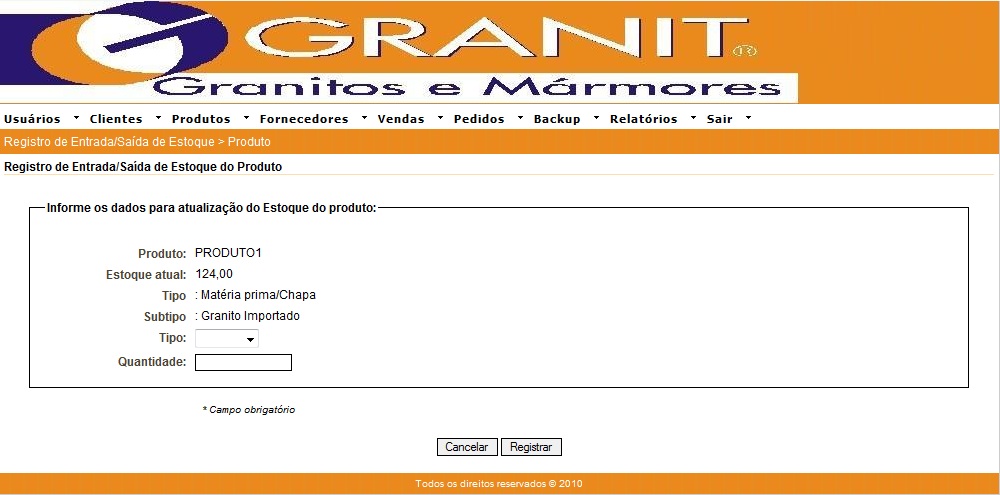 GRANIT®
Granitos e Mármores
Usuários Clientes Produtos Fornecedores Vendas Pedidos Backup Relatórios Sair
Registro de Entrada/Saída de Estoque > Produto
Registro de Entrada/Saída de Estoque do Produto
Informe os dados para atualização do Estoque do produto:
Produto: PRODUTO1
Estoque atual: 124,00
Tipo : Matéria prima/Chapa
Subtipo : Granito Importado
Tipo:
Quantidade:
* Campo obrigatório
Cancelar Registrar
Todos os direitos reservados © 2010